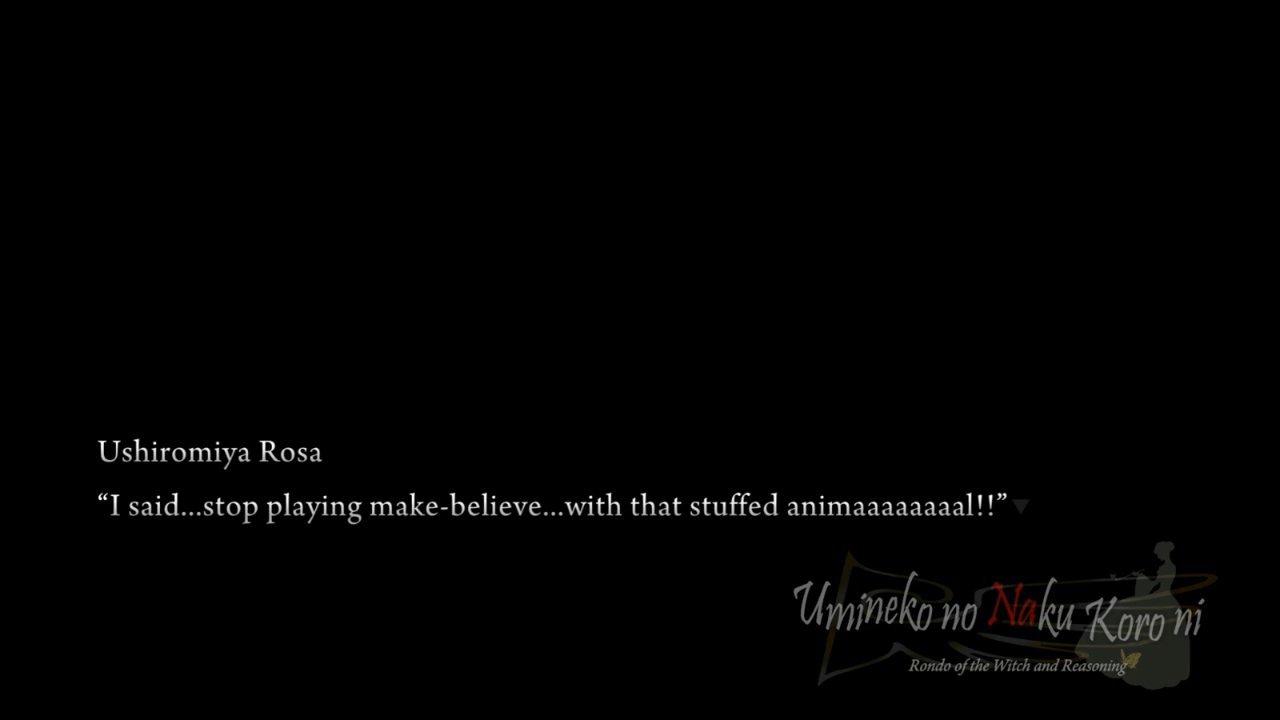 Ushiromiya Rosa
“I said...stop playing make-believe...with that stuffed animaaaaaaaal!!”
Umineko no Naku Koro ni
Rondo of the Witch and Reasoning